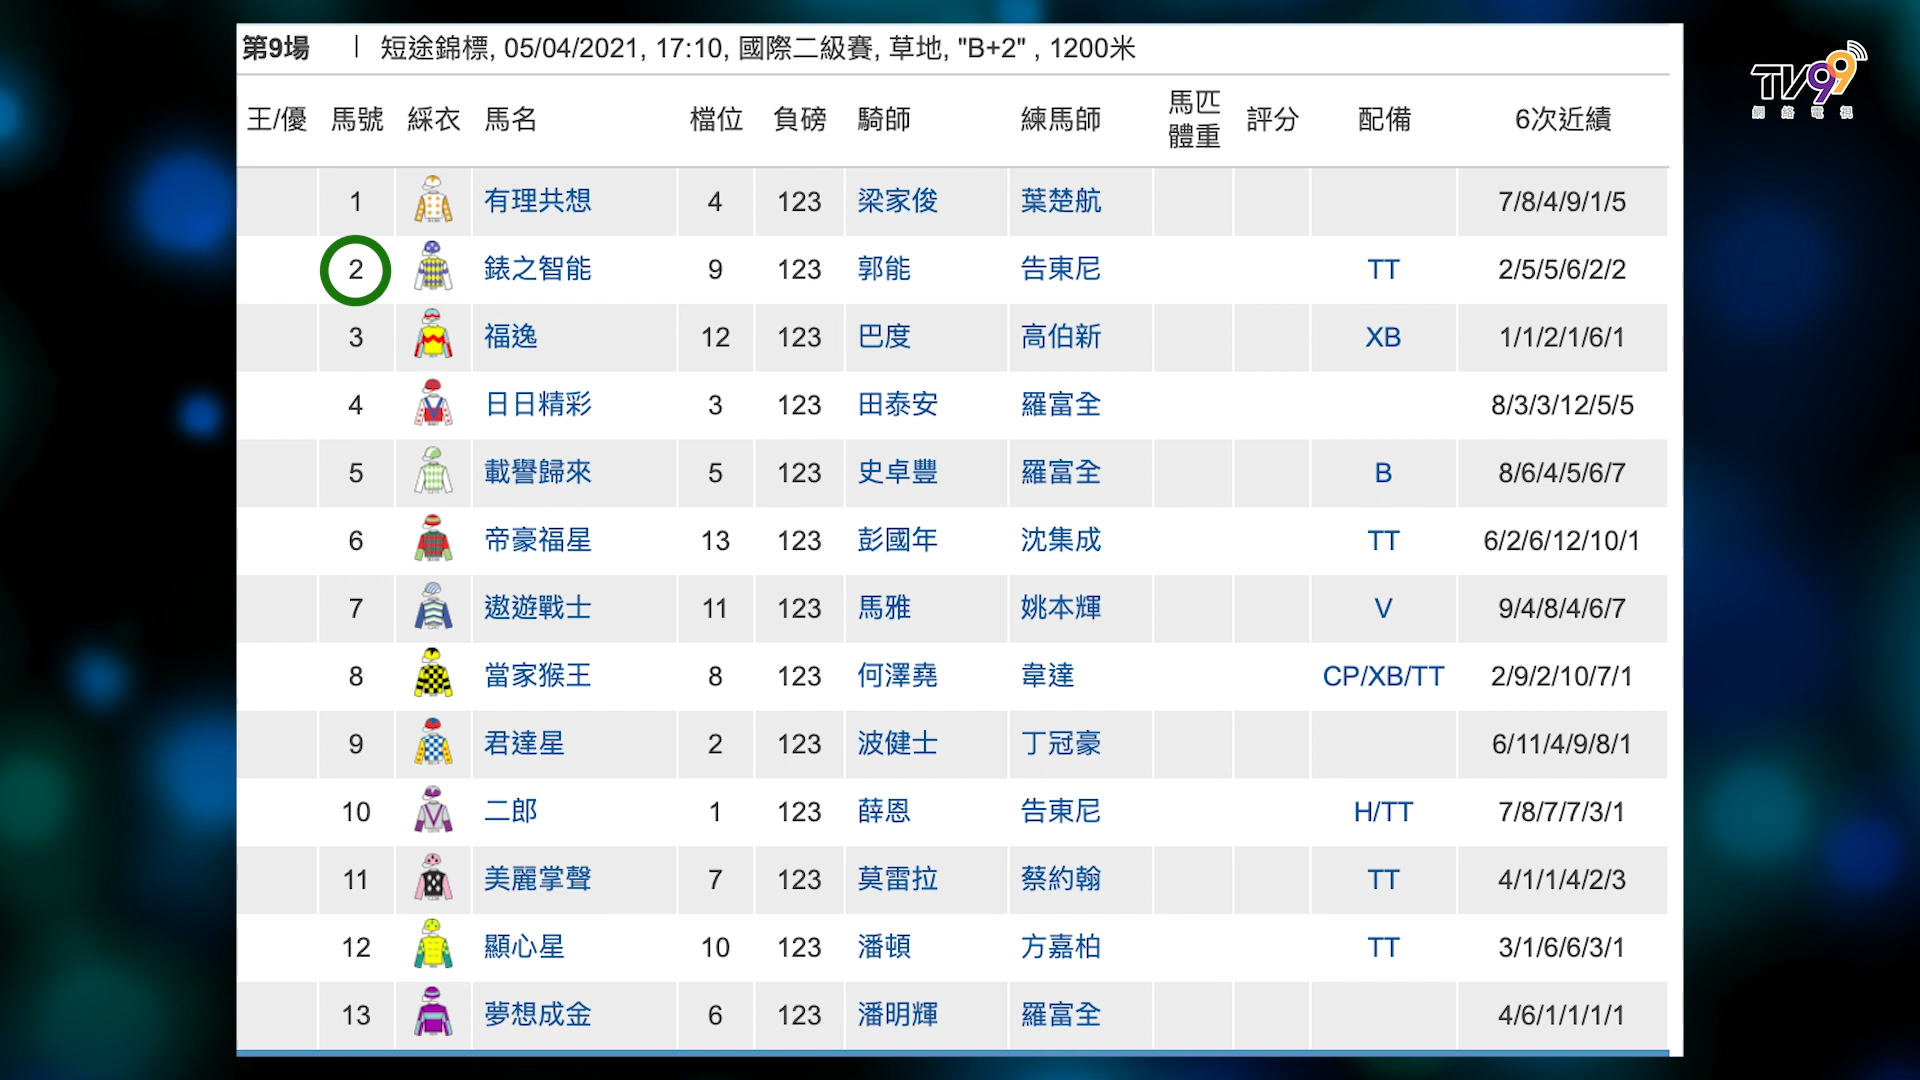 第9場 | 短途錦標, 05/04/2021, 17:10, 國際二級賽, 草地, "B+2" , 1200米
TV99
網絡電視
王/優 馬號 綵衣 馬名 檔位 負磅 騎師 練馬師 馬匹體重 評分 配備 6次近績
1 有理共想 4 123 梁家俊 葉楚航 7/8/4/9/1/5
2 錶之智能 9 123 郭能 告東尼 TT 2/5/5/6/2/2
3 福逸 12 123 巴度 高伯新 XB 1/1/2/1/6/1
4 日日精彩 3 123 田泰安 羅富全 8/3/3/12/5/5
5 載譽歸來 5 123 史卓豐 羅富全 B 8/6/4/5/6/7
6 帝豪福星 13 123 彭國年 沈集成 TT 6/2/6/12/10/1
7 遨遊戰士 11 123 馬雅 姚本輝 V 9/4/8/4/6/7
8 當家猴王 8 123 何澤堯 韋達 CP/XB/TT 2/9/2/10/7/1
9 君達星 2 123 波健士 丁冠豪 6/11/4/9/8/1
10 二郎 1 123 薛恩 告東尼 H/TT 7/8/7/7/3/1
11 美麗掌聲 7 123 莫雷拉 蔡約翰 TT 4/1/1/4/2/3
12 顯心星 10 123 潘頓 方嘉柏 TT 3/1/6/6/3/1
13 夢想成金 6 123 潘明輝 羅富全 4/6/1/1/1/1